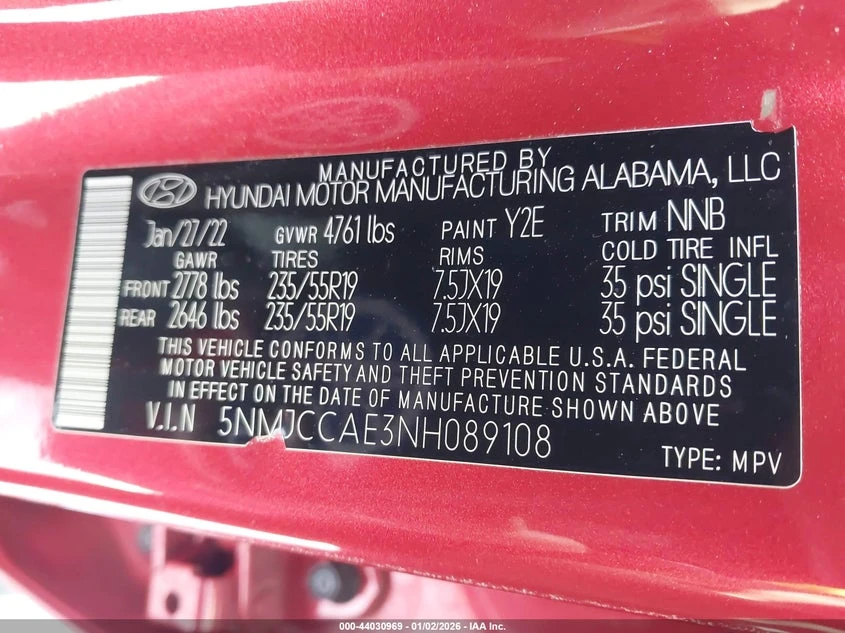 MANUFACTURED BY
HYUNDAI MOTOR MANUFACTURING ALABAMA, LLC
Jan/27/22 GVWR 4761 lbs PAINT Y2E TRIM NNB
GAWR TIRES RIMS COLD TIRE INFL
FRONT 2778 lbs 235/55R19 7.5JX19 35 psi SINGLE
REAR 2646 lbs 235/55R19 7.5JX19 35 psi SINGLE
THIS VEHICLE CONFORMS TO ALL APPLICABLE U.S.A. FEDERAL
MOTOR VEHICLE SAFETY AND THEFT PREVENTION STANDARDS
IN EFFECT ON THE DATE OF MANUFACTURE SHOWN ABOVE
V.I.N 5NMJCCAE3NH089108
TYPE: MPV
000-44030969 - 01/02/2026 - IAA Inc.